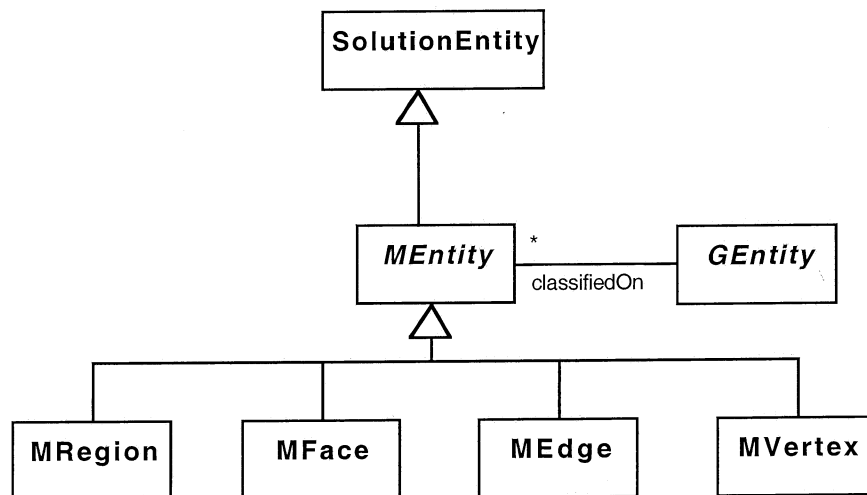 SolutionEntity
MEntity
*
classifiedOn
GEntity
MRegion
MFace
MEdge
MVertex